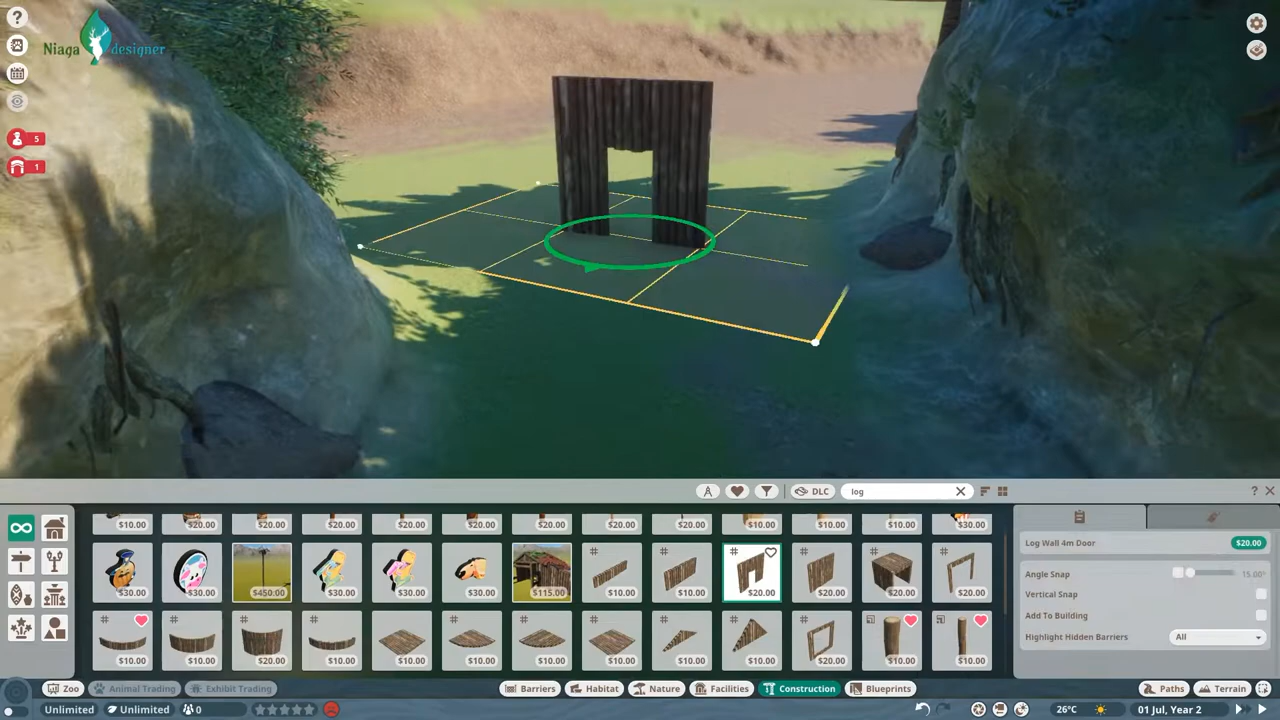 ?
Niaga designer
5
1
DLC
log
?
$10.00 $20.00 $20.00 $20.00 $20.00 $20.00 $20.00 $20.00 $20.00 $10.00 $20.00 $20.00 $30.00
$30.00 $30.00 $450.00 $30.00 $30.00 $30.00 $115.00 $10.00 $10.00 $20.00 $20.00 $20.00 $20.00
$10.00 $10.00 $20.00 $10.00 $10.00 $10.00 $10.00 $10.00 $10.00 $10.00 $20.00 $10.00 $10.00
Log Wall 4m Door $20.00
Angle Snap 15.00°
Vertical Snap
Add To Building
Highlight Hidden Barriers All
Zoo Animal Trading Exhibit Trading Barriers Habitat Nature Facilities Construction Blueprints Paths Terrain
Unlimited Unlimited 0 26°C 01 Jul, Year 2